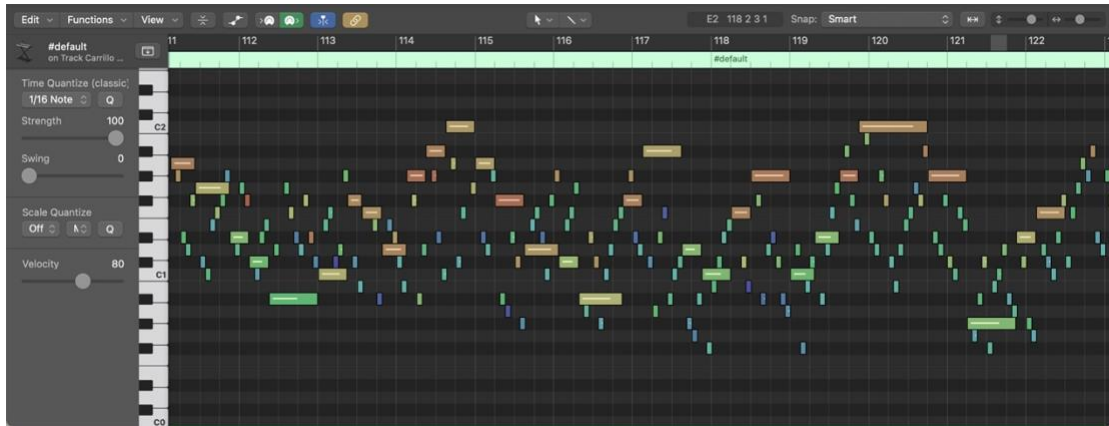 Edit Functions View E2 118 2 3 1 Snap: Smart
#default
on Track Carrillo ...
11 112 113 114 115 116 117 118 119 120 121 122
#default
Time Quantize (classic)
1/16 Note Q
Strength 100
Swing 0
Scale Quantize
Off Q
Velocity 80
C2
C1
C0